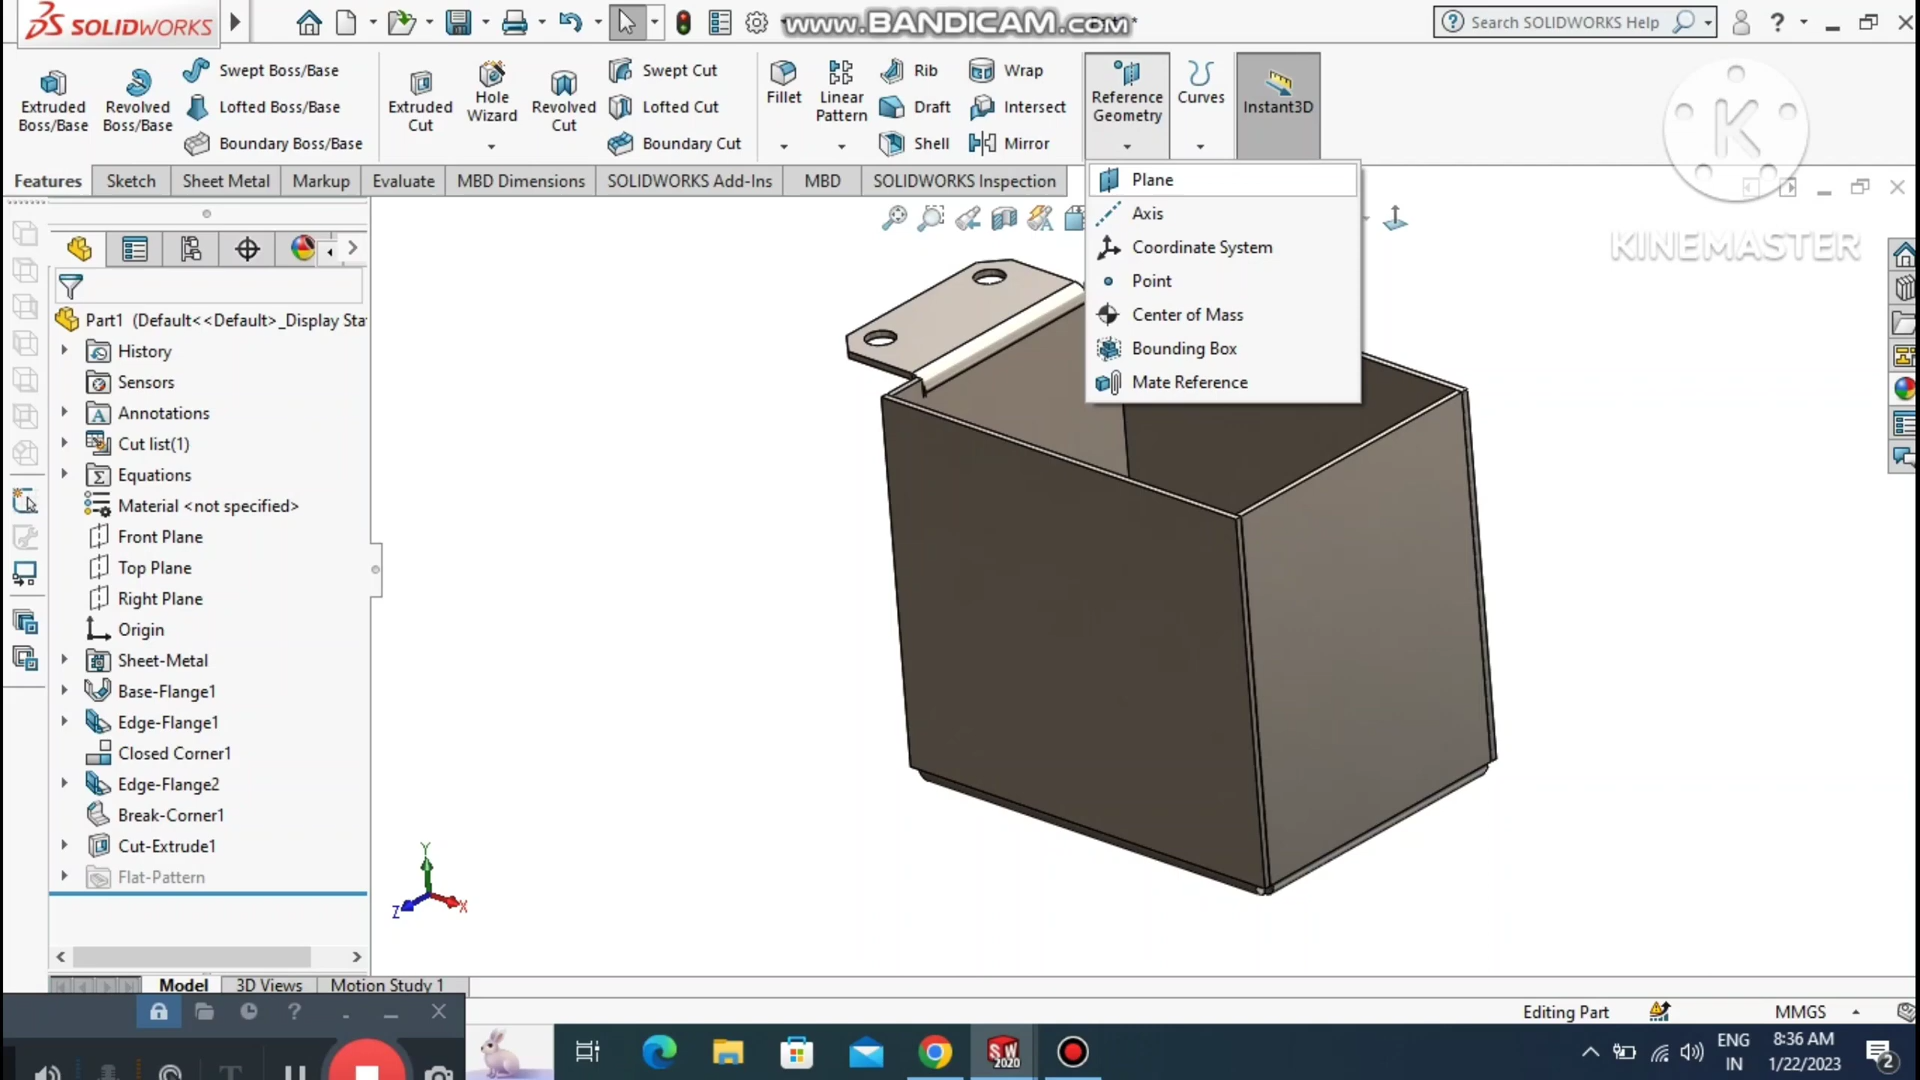 SOLIDWORKS
www.BANDICAM.com
*
Search SOLIDWORKS Help
Extruded Boss/Base
Revolved Boss/Base
Swept Boss/Base
Lofted Boss/Base
Boundary Boss/Base
Extruded Cut
Hole Wizard
Revolved Cut
Swept Cut
Lofted Cut
Boundary Cut
Fillet
Linear Pattern
Rib
Draft
Shell
Wrap
Intersect
Mirror
Reference Geometry
Curves
Instant3D
K
KINEMASTER
Features
Sketch
Sheet Metal
Markup
Evaluate
MBD Dimensions
SOLIDWORKS Add-Ins
MBD
SOLIDWORKS Inspection
Plane
Axis
Coordinate System
Point
Center of Mass
Bounding Box
Mate Reference
Part1 (Default<<Default>_Display Sta
History
Sensors
Annotations
Cut list(1)
Equations
Material <not specified>
Front Plane
Top Plane
Right Plane
Origin
Sheet-Metal
Base-Flange1
Edge-Flange1
Closed Corner1
Edge-Flange2
Break-Corner1
Cut-Extrude1
Flat-Pattern
Y
Z
X
Model
3D Views
Motion Study 1
Editing Part
MMGS
SW
2020
ENG
IN
8:36 AM
1/22/2023
2